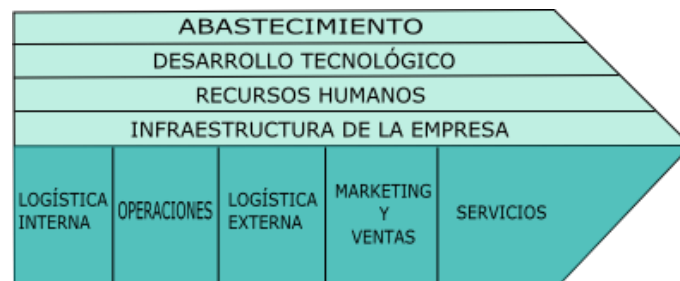 ABASTECIMIENTO
DESARROLLO TECNOLÓGICO
RECURSOS HUMANOS
INFRAESTRUCTURA DE LA EMPRESA
LOGÍSTICA
INTERNA
OPERACIONES
LOGÍSTICA
EXTERNA
MARKETING
Y
VENTAS
SERVICIOS